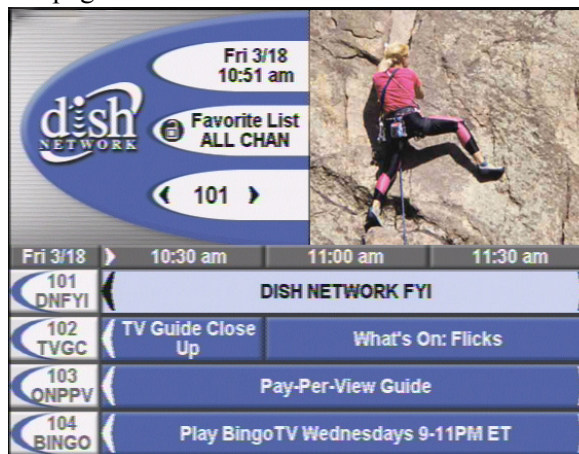 Fri 3/18
10:51 am
dish
NETWORK
Favorite List
ALL CHAN
101
Fri 3/18 10:30 am 11:00 am 11:30 am
101
DNFYI
DISH NETWORK FYI
102
TVGC
TV Guide Close
Up
What's On: Flicks
103
ONPPV
Pay-Per-View Guide
104
BINGO
Play BingoTV Wednesdays 9-11PM ET